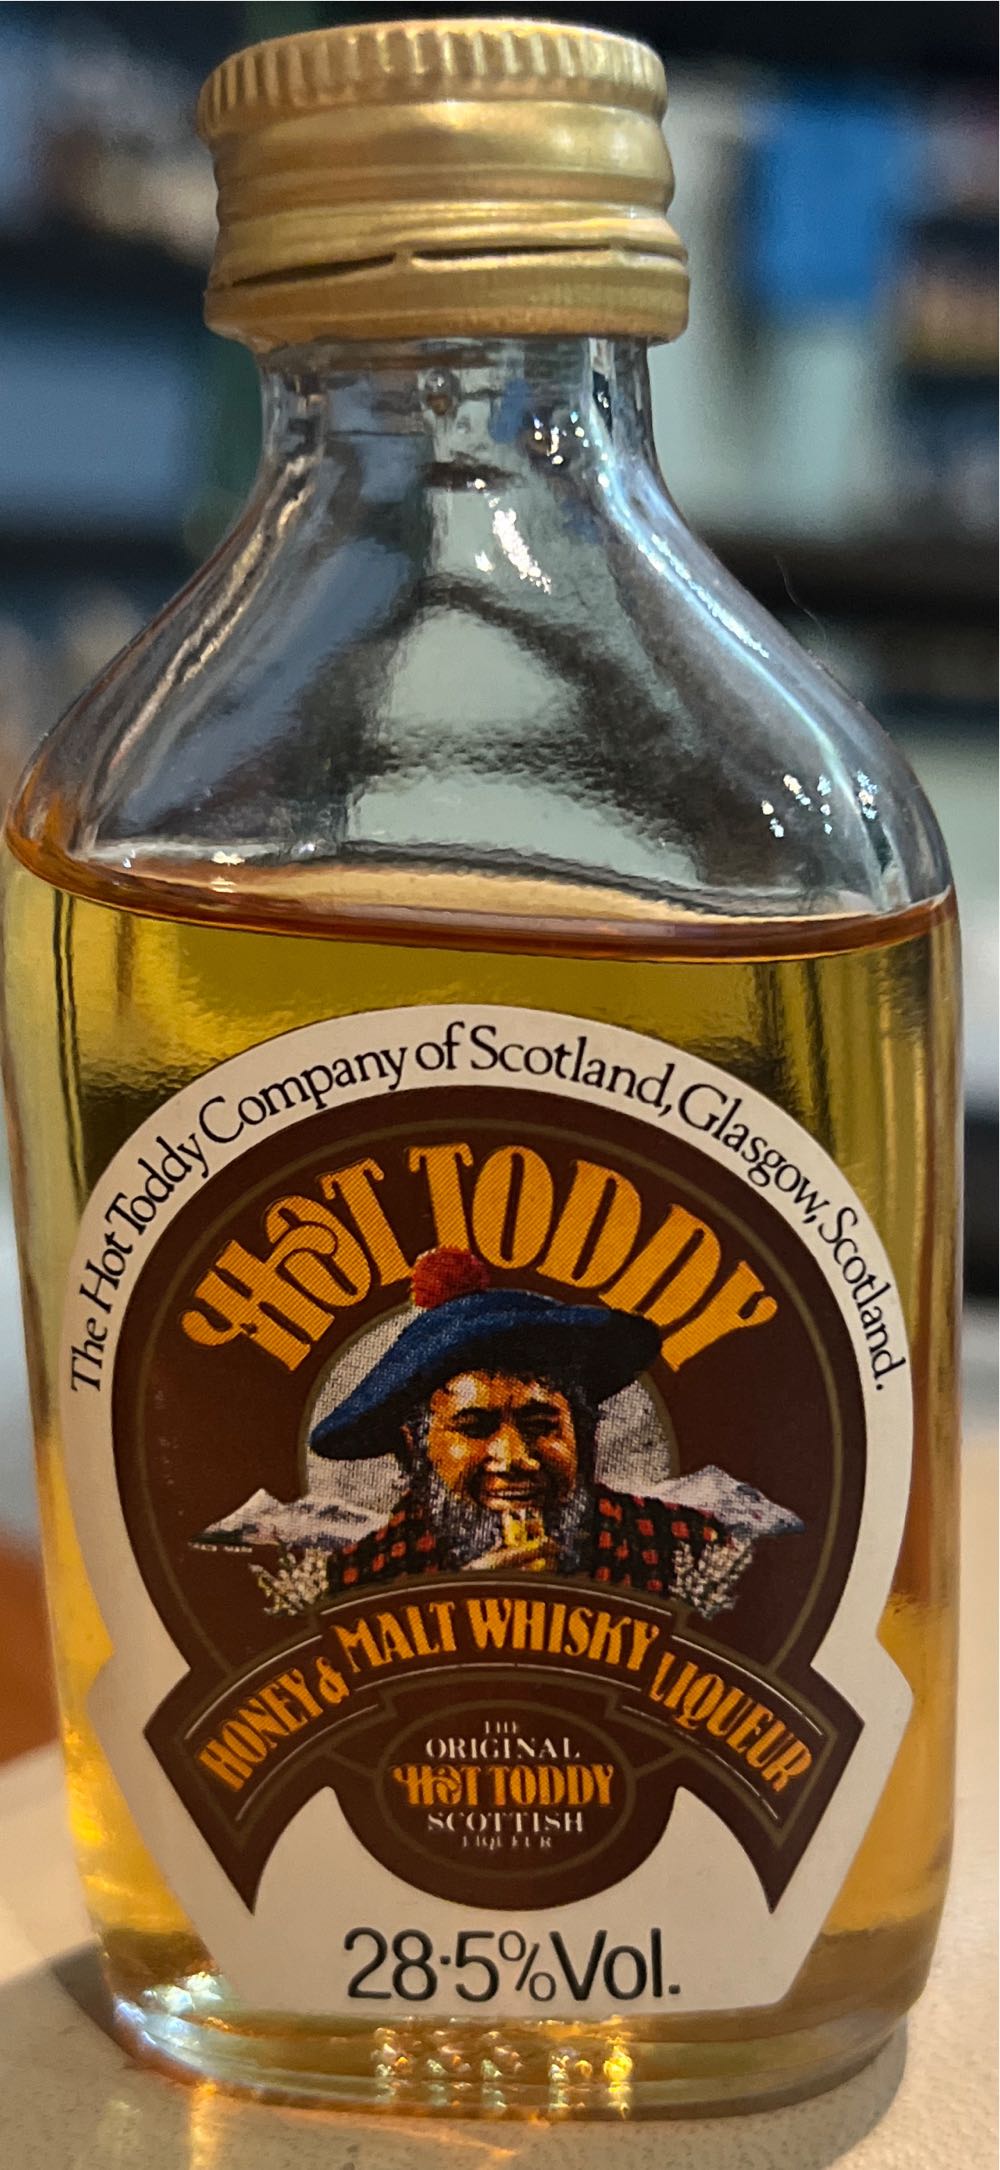 The Hot Toddy Company of Scotland, Glasgow, Scotland.
HOT TODDY
HONEY & MALT WHISKY LIQUEUR
THE
ORIGINAL
HOT TODDY
SCOTTISH
LIQUEUR
28·5%Vol.